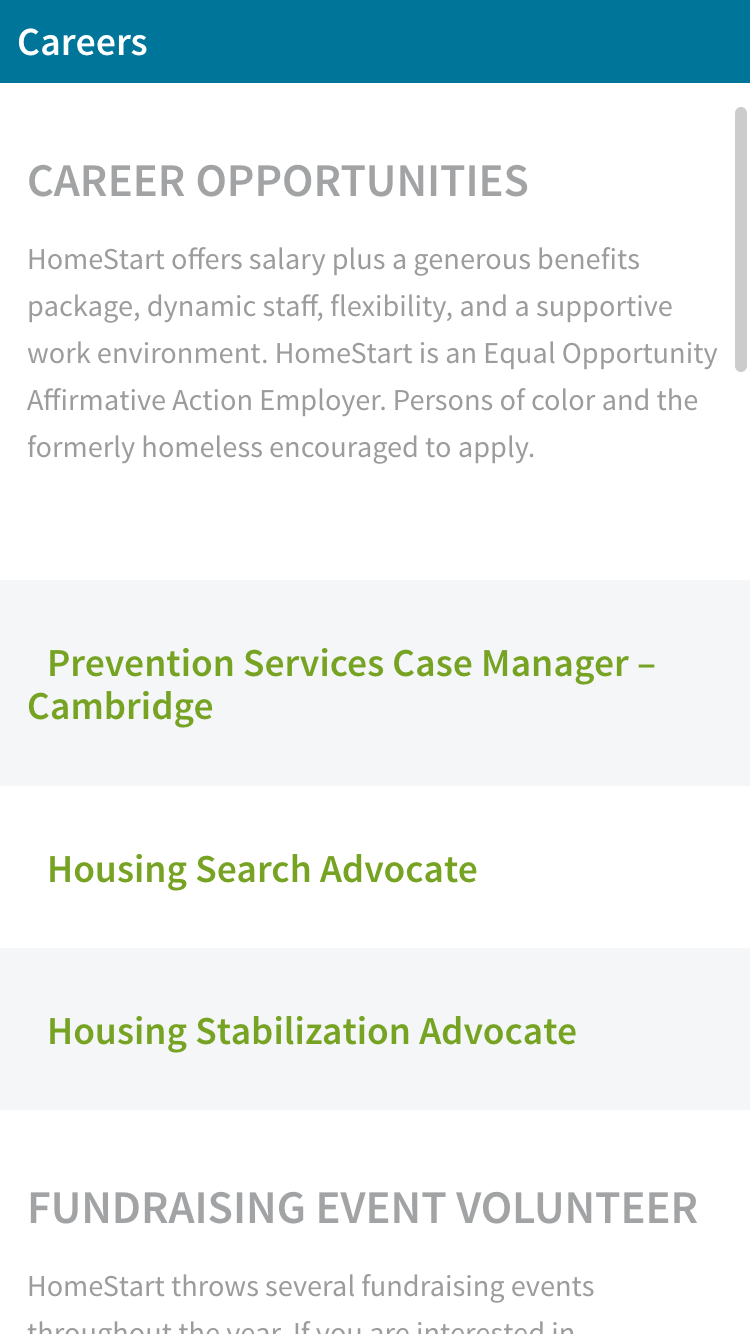 Careers
CAREER OPPORTUNITIES
HomeStart offers salary plus a generous benefits
package, dynamic staff, flexibility, and a supportive
work environment. HomeStart is an Equal Opportunity
Affirmative Action Employer. Persons of color and the
formerly homeless encouraged to apply.
Prevention Services Case Manager –
Cambridge
Housing Search Advocate
Housing Stabilization Advocate
FUNDRAISING EVENT VOLUNTEER
HomeStart throws several fundraising events
throughout the year. If you are interested in